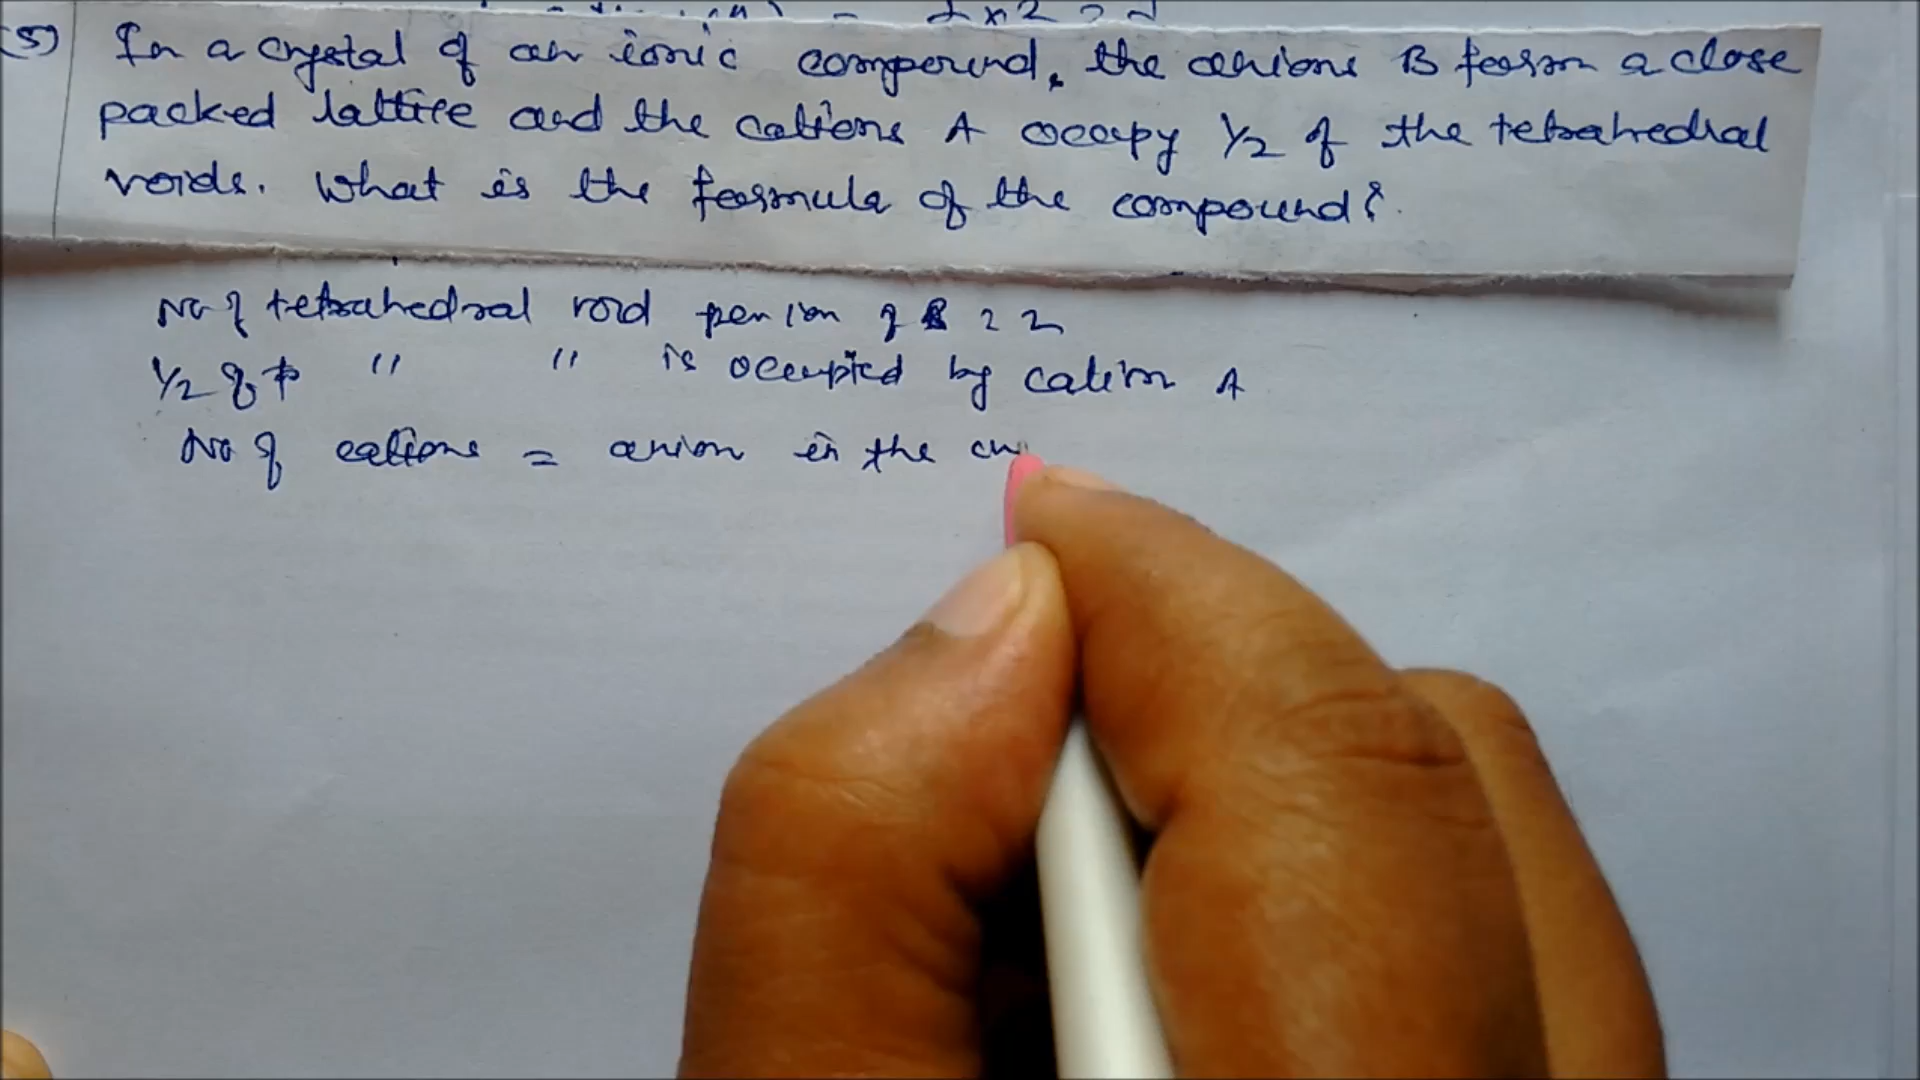 2x2=2
(5) In a crystal of an ionic compound, the anions B form a close
packed lattice and the cations A occupy 1/2 of the tetrahedral
voids. What is the formula of the compound?
No of tetrahedral void per ion of B = 2
1/2 of " " is occupied by cation A
No of cations = anion in the